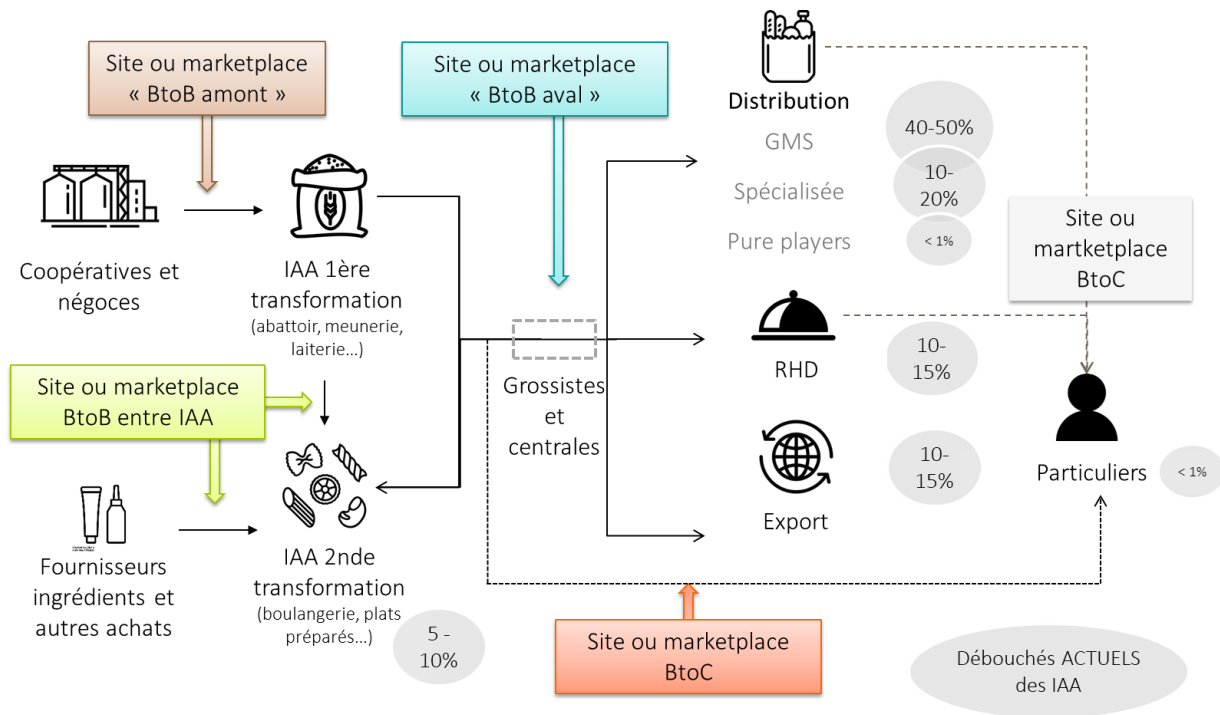 Site ou marketplace
« BtoB amont »
Site ou marketplace
« BtoB aval »
Distribution
GMS
40-50%
Spécialisée
10-
20%
Pure players
< 1%
Site ou
martketplace
BtoC
Coopératives et
négoces
IAA 1ère
transformation
(abattoir, meunerie,
laiterie...)
Grossistes
et
centrales
RHD
10-
15%
Site ou marketplace
BtoB entre IAA
Export
10-
15%
Particuliers
< 1%
Fournisseurs
ingrédients et
autres achats
IAA 2nde
transformation
(boulangerie, plats
préparés...)
5 -
10%
Site ou marketplace
BtoC
Débouchés ACTUELS
des IAA